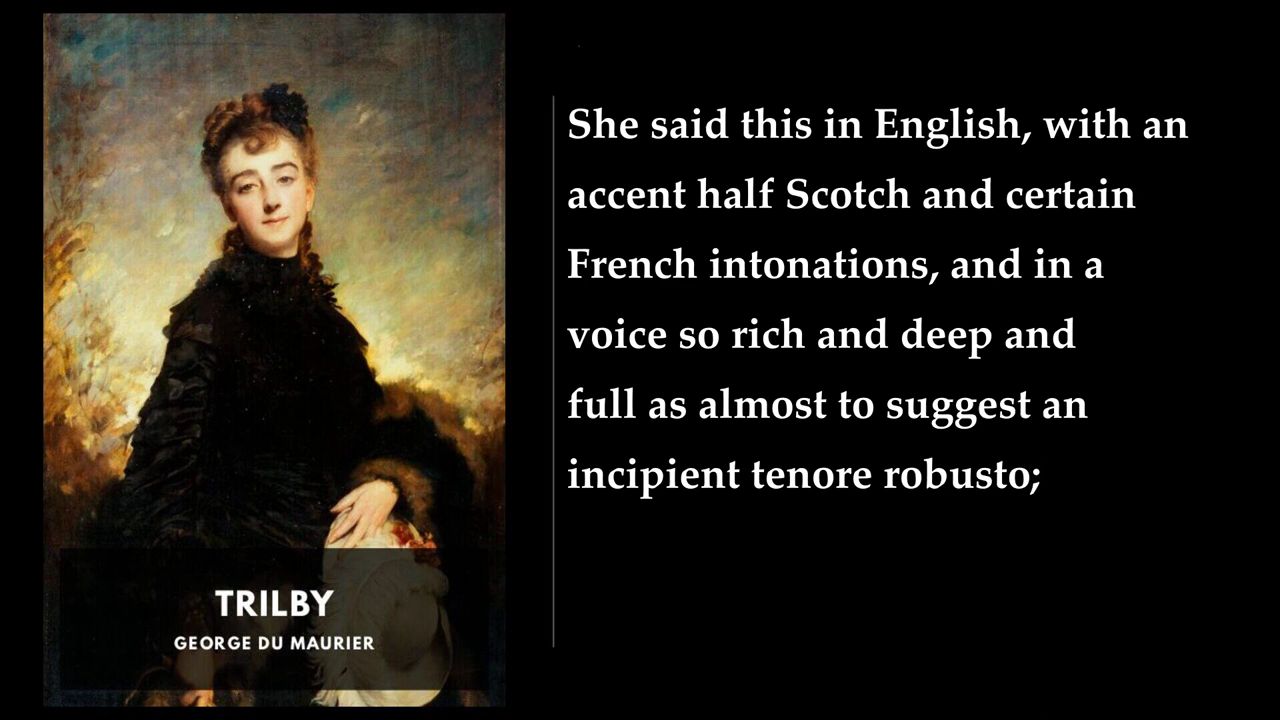 She said this in English, with an
accent half Scotch and certain
French intonations, and in a
voice so rich and deep and
full as almost to suggest an
incipient tenore robusto;
TRILBY
GEORGE DU MAURIER